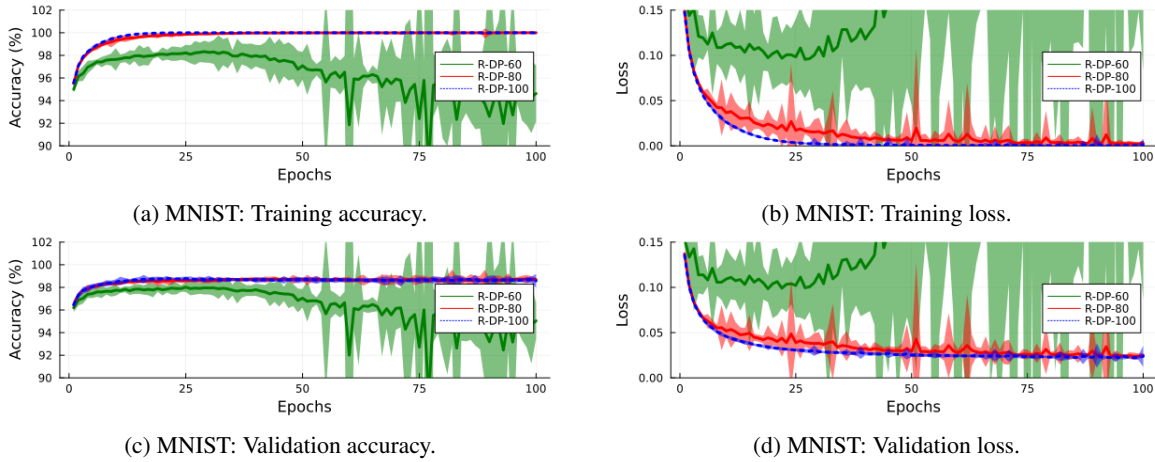 102
100
98
96
94
92
90
Accuracy (%)
1
25
50
75
100
Epochs
R-DP-60
R-DP-80
R-DP-100
(a) MNIST: Training accuracy.
0.15
0.10
0.05
0.00
Loss
1
25
50
75
100
Epochs
R-DP-60
R-DP-80
R-DP-100
(b) MNIST: Training loss.
102
100
98
96
94
92
90
Accuracy (%)
1
25
50
75
100
Epochs
R-DP-60
R-DP-80
R-DP-100
(c) MNIST: Validation accuracy.
0.15
0.10
0.05
0.00
Loss
1
25
50
75
100
Epochs
R-DP-60
R-DP-80
R-DP-100
(d) MNIST: Validation loss.